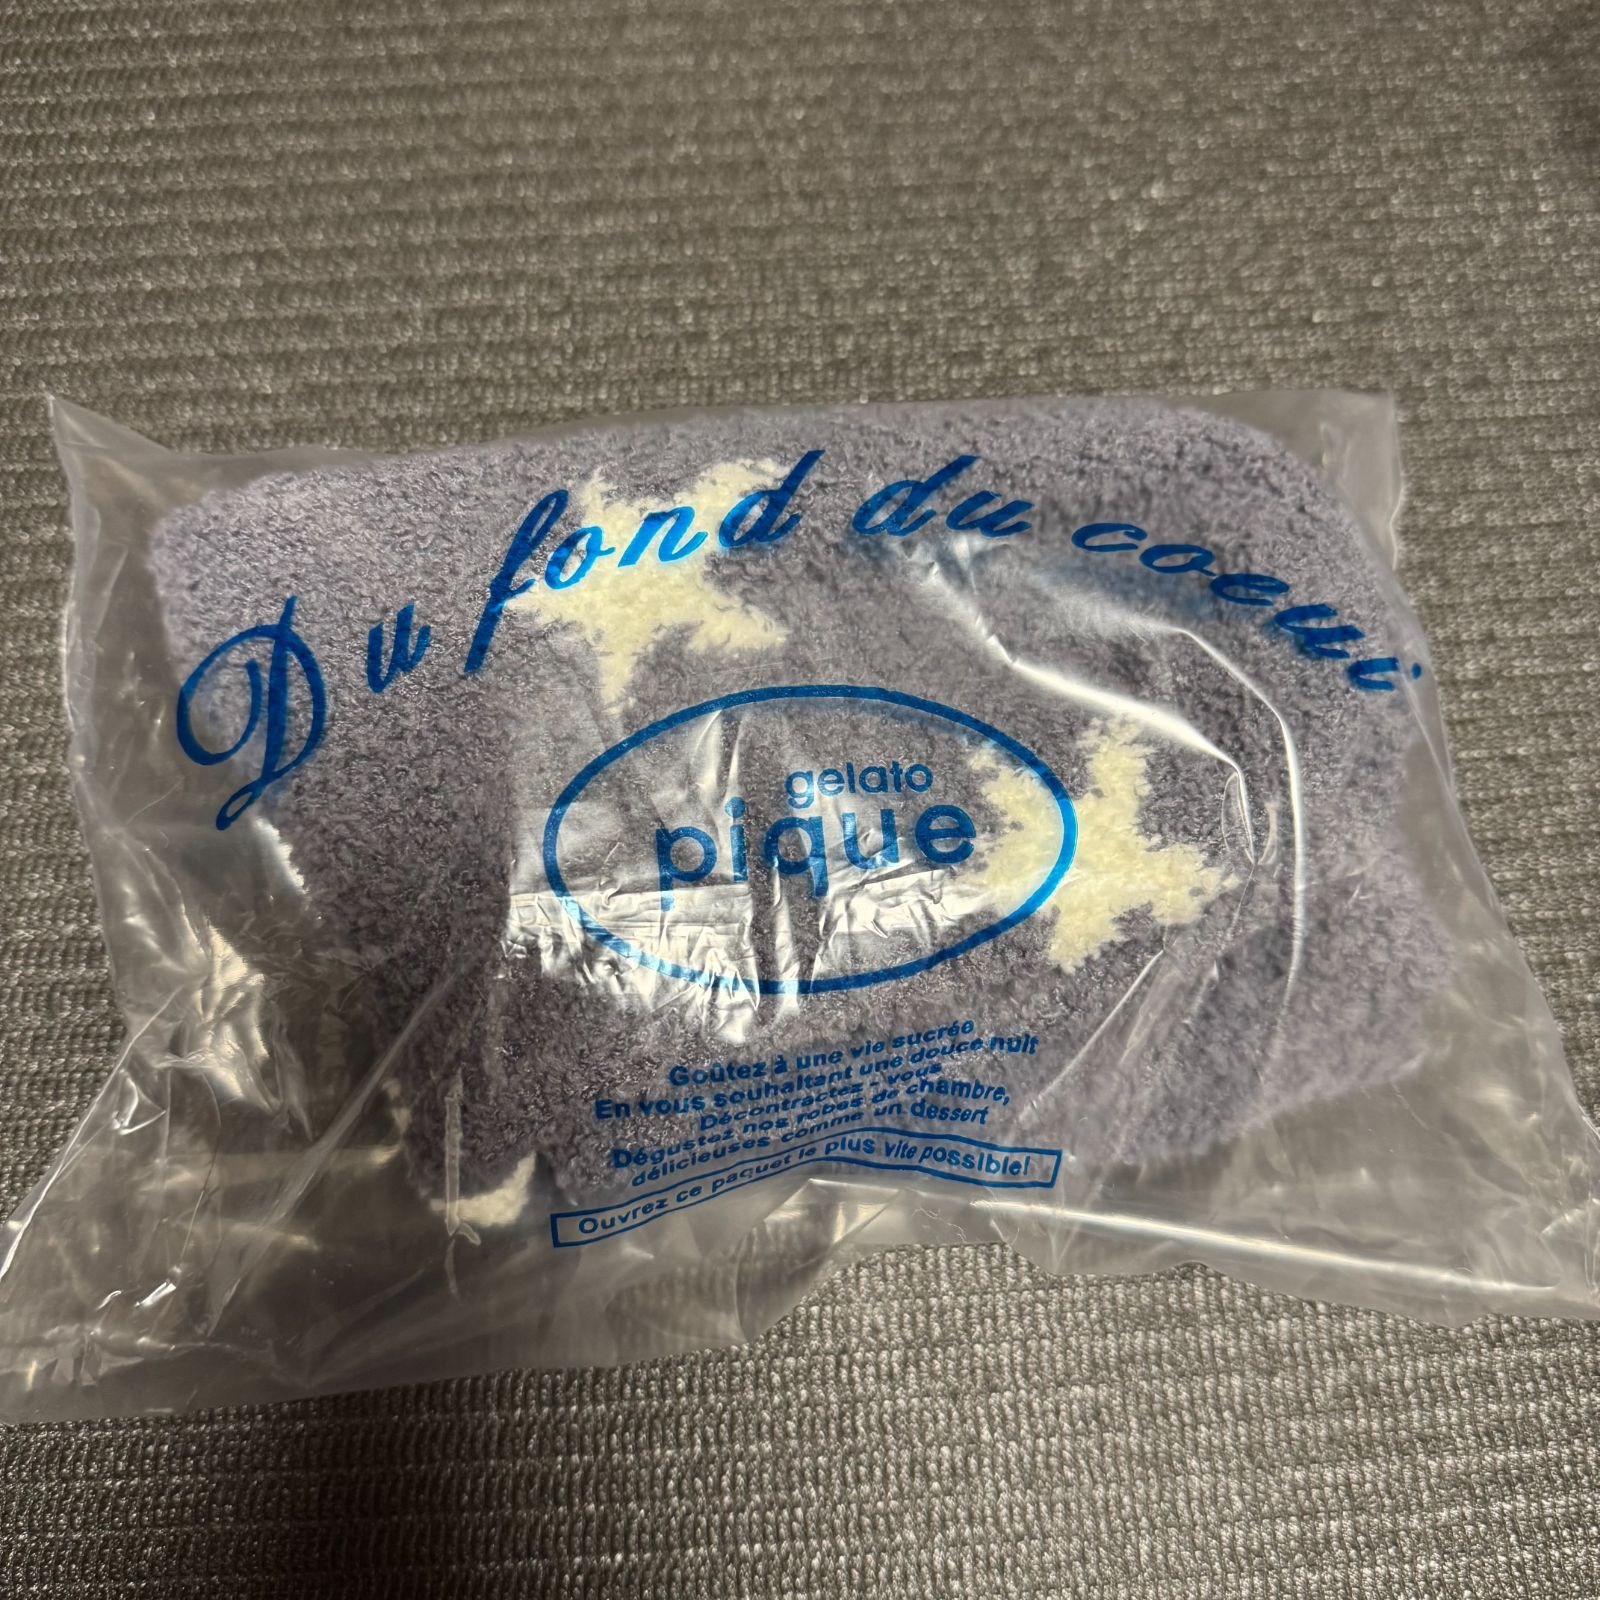 Du fond du coeur
gelato
pique
Goûtez à une vie sucrée
En vous souhaitant une douce nuit
Décontractez-vous
Dégustez nos robes de chambre,
délicieuses comme un dessert
Ouvrez ce paquet le plus vite possible!